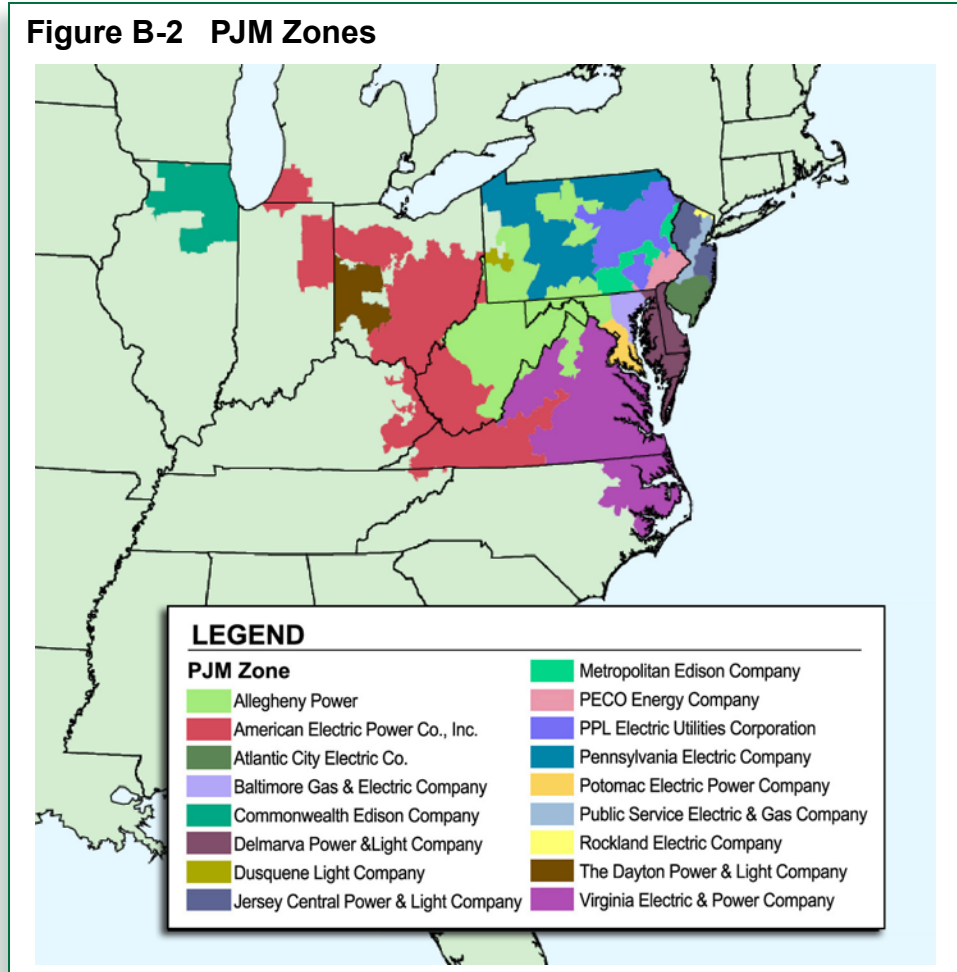 Figure B-2 PJM Zones
LEGEND
PJM Zone
Allegheny Power
American Electric Power Co., Inc.
Atlantic City Electric Co.
Baltimore Gas & Electric Company
Commonwealth Edison Company
Delmarva Power &Light Company
Dusquene Light Company
Jersey Central Power & Light Company
Metropolitan Edison Company
PECO Energy Company
PPL Electric Utilities Corporation
Pennsylvania Electric Company
Potomac Electric Power Company
Public Service Electric & Gas Company
Rockland Electric Company
The Dayton Power & Light Company
Virginia Electric & Power Company